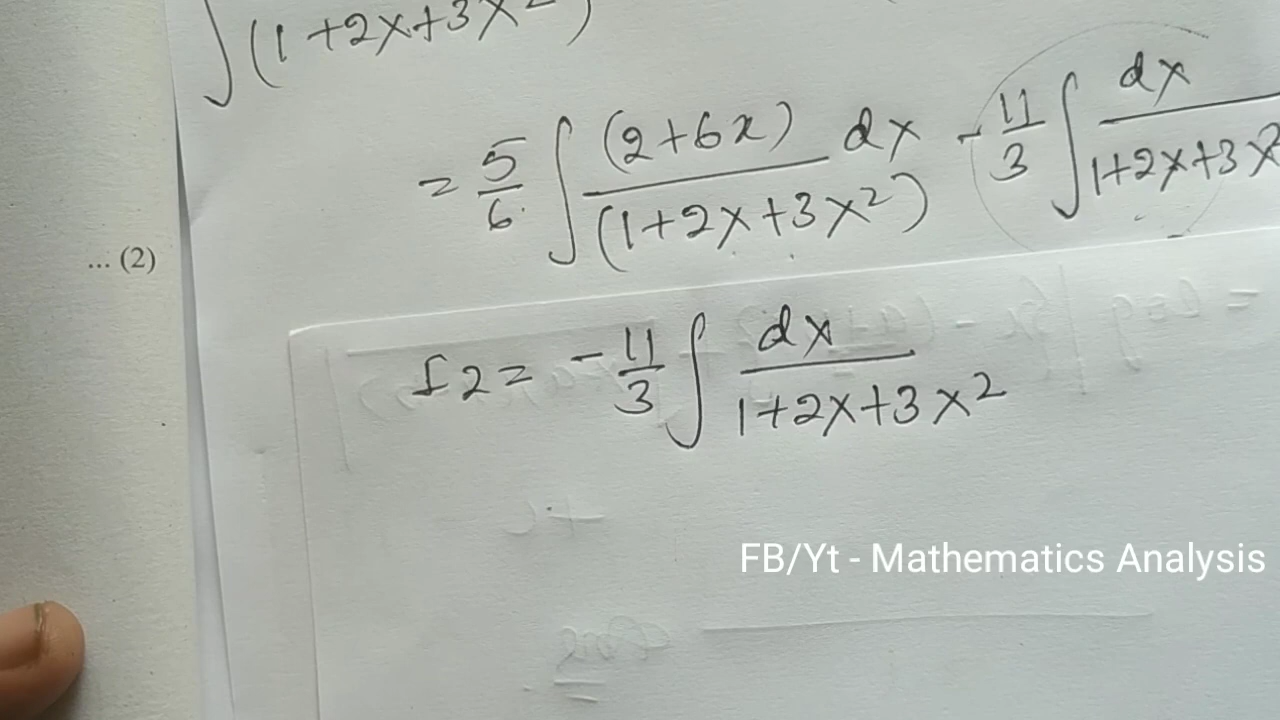 ∫(1+2x+3x²)
= 5/6 ∫ (2+6x)/(1+2x+3x²) dx - 11/3 ∫ dx/(1+2x+3x²)
... (2)
I2 = -11/3 ∫ dx/(1+2x+3x²)
FB/Yt - Mathematics Analysis